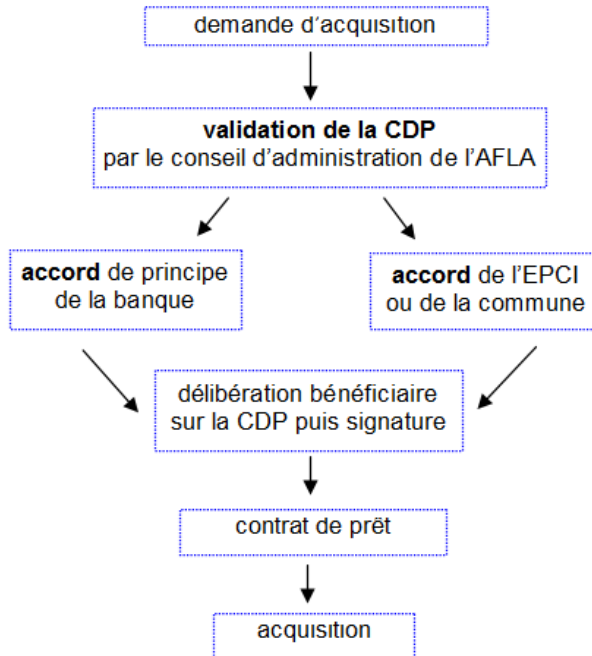 demande d'acquisition
validation de la CDP
par le conseil d'administration de l'AFLA
accord de principe
de la banque
accord de l'EPCI
ou de la commune
délibération bénéficiaire
sur la CDP puis signature
contrat de prêt
acquisition